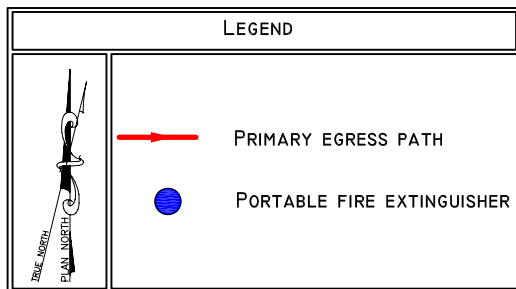 LEGEND
PRIMARY EGRESS PATH
PORTABLE FIRE EXTINGUISHER
TRUE NORTH
PLAN NORTH